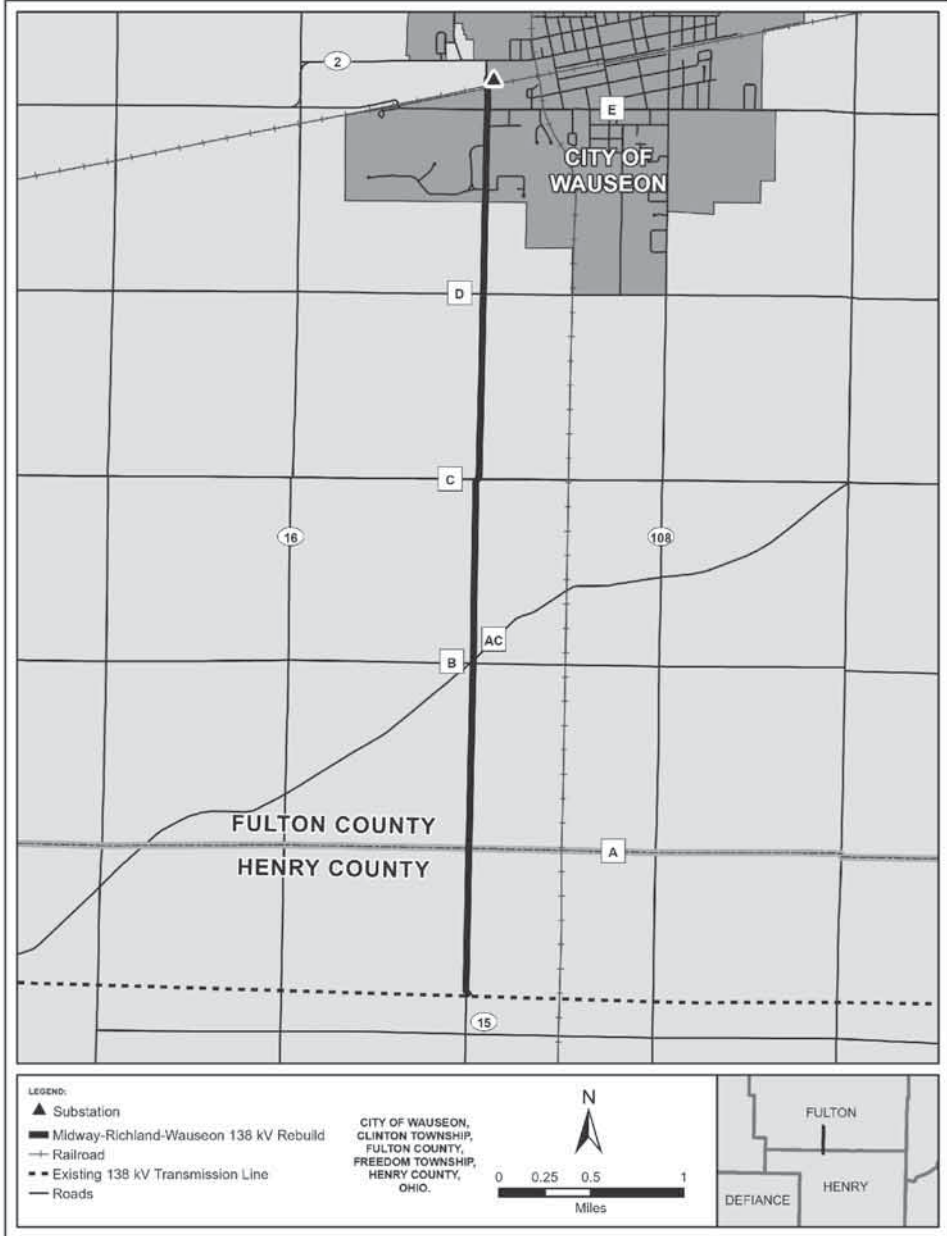 2
E
CITY OF
WAUSEON
D
C
16
108
AC
B
FULTON COUNTY
HENRY COUNTY
A
15
LEGEND:
Substation
Midway-Richland-Wauseon 138 kV Rebuild
Railroad
Existing 138 kV Transmission Line
Roads
CITY OF WAUSEON,
CLINTON TOWNSHIP,
FULTON COUNTY,
FREEDOM TOWNSHIP,
HENRY COUNTY,
OHIO.
N
0 0.25 0.5 1
Miles
FULTON
HENRY
DEFIANCE